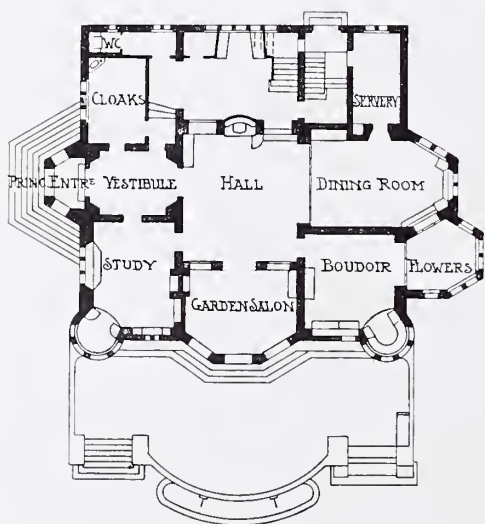 WC
CLOAKS
SERVERY
PRINC. ENTRE VESTIBULE
HALL
DINING ROOM
STUDY
BOUDOIR
FLOWERS
GARDEN SALON